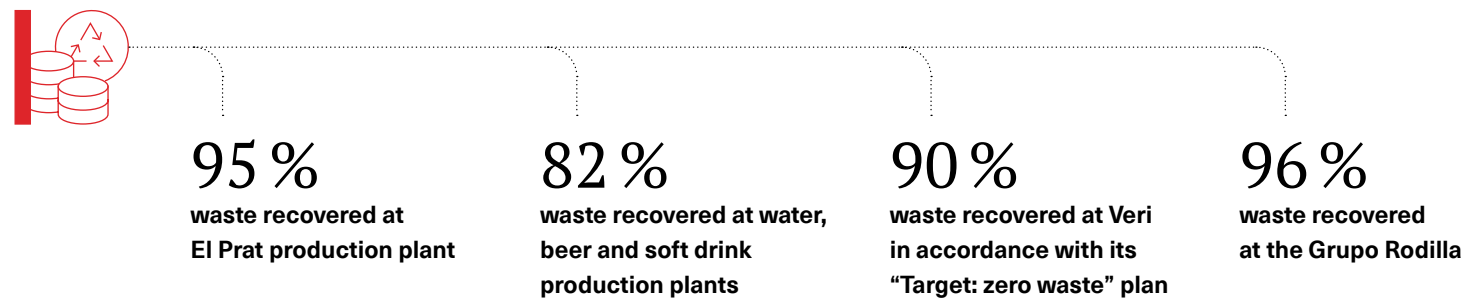 95 %
waste recovered at
El Prat production plant
82 %
waste recovered at water,
beer and soft drink
production plants
90 %
waste recovered at Veri
in accordance with its
“Target: zero waste” plan
96 %
waste recovered
at the Grupo Rodilla